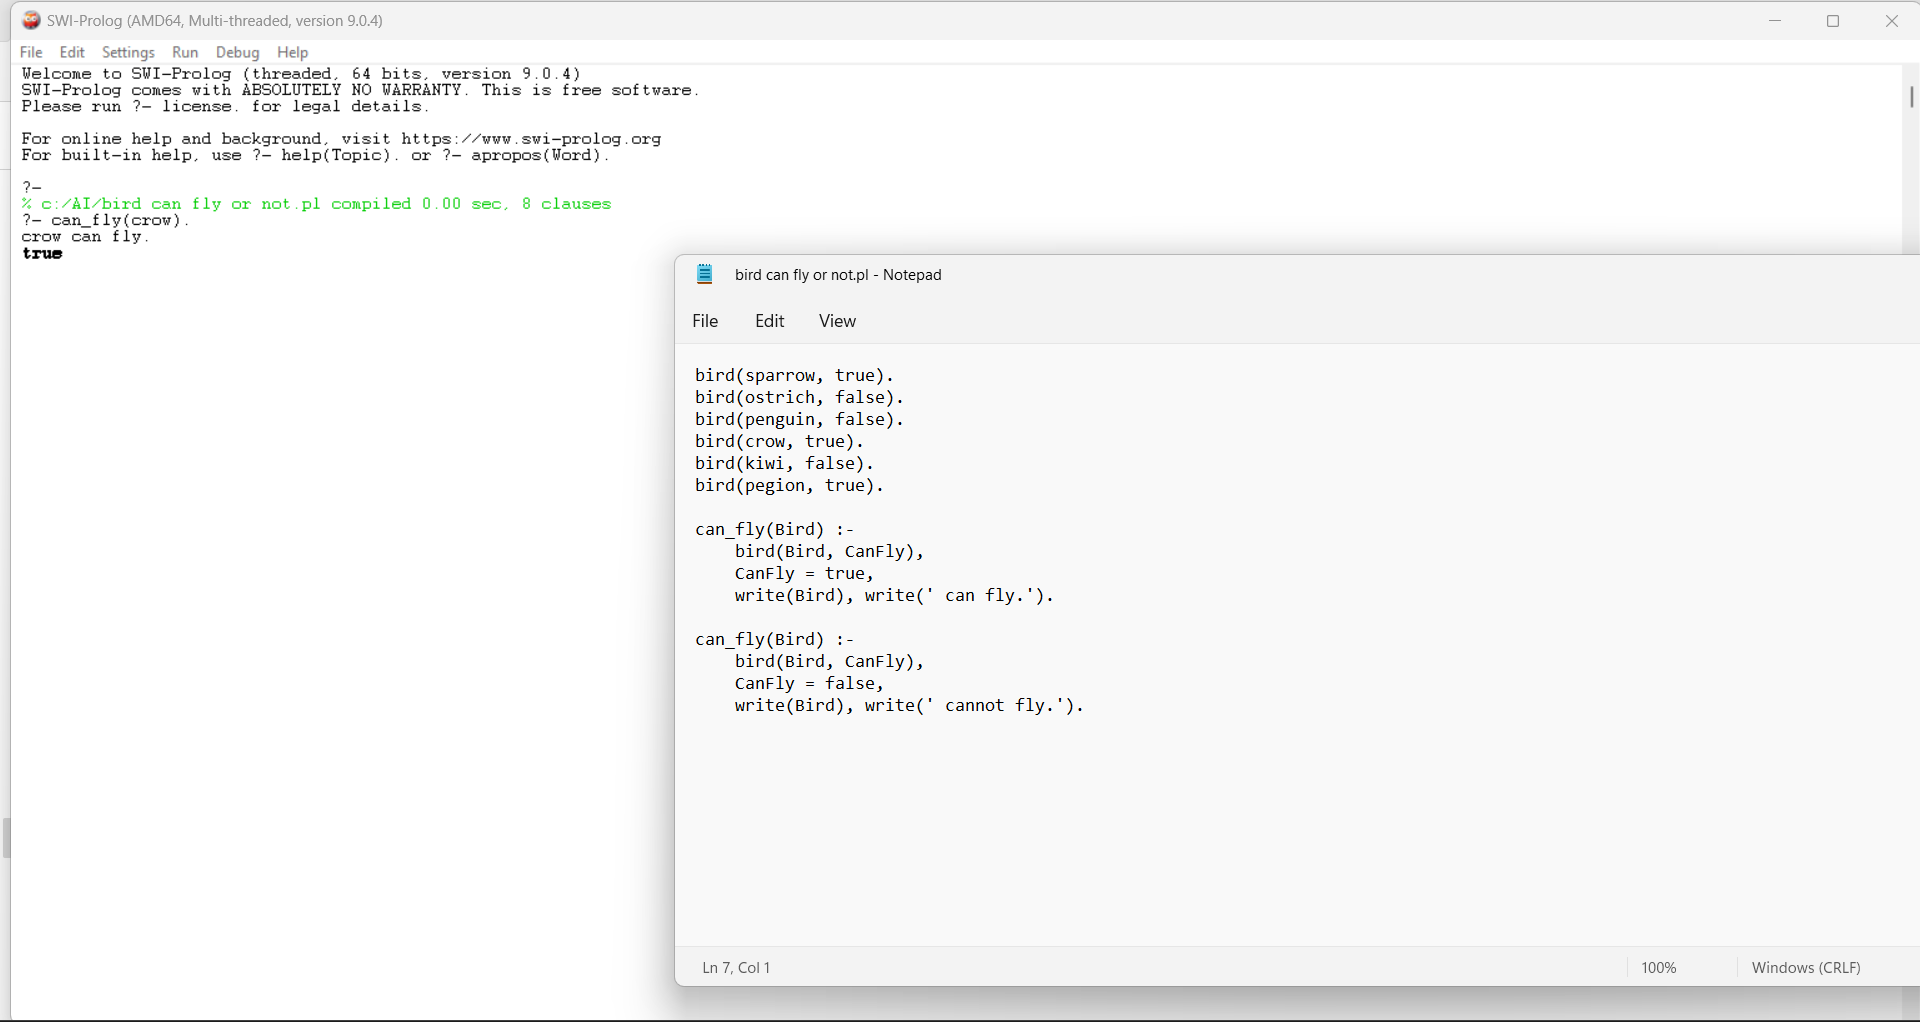 SWI-Prolog (AMD64, Multi-threaded, version 9.0.4)
File Edit Settings Run Debug Help
Welcome to SWI-Prolog (threaded, 64 bits, version 9.0.4)
SWI-Prolog comes with ABSOLUTELY NO WARRANTY. This is free software.
Please run ?- license. for legal details.
For online help and background, visit https://www.swi-prolog.org
For built-in help, use ?- help(Topic). or ?- apropos(Word).
?-
% c:/AI/bird can fly or not.pl compiled 0.00 sec, 8 clauses
?- can_fly(crow).
crow can fly.
true
bird can fly or not.pl - Notepad
File Edit View
bird(sparrow, true).
bird(ostrich, false).
bird(penguin, false).
bird(crow, true).
bird(kiwi, false).
bird(pegion, true).
can_fly(Bird) :-
    bird(Bird, CanFly),
    CanFly = true,
    write(Bird), write(' can fly.').
can_fly(Bird) :-
    bird(Bird, CanFly),
    CanFly = false,
    write(Bird), write(' cannot fly.').
Ln 7, Col 1 100% Windows (CRLF)